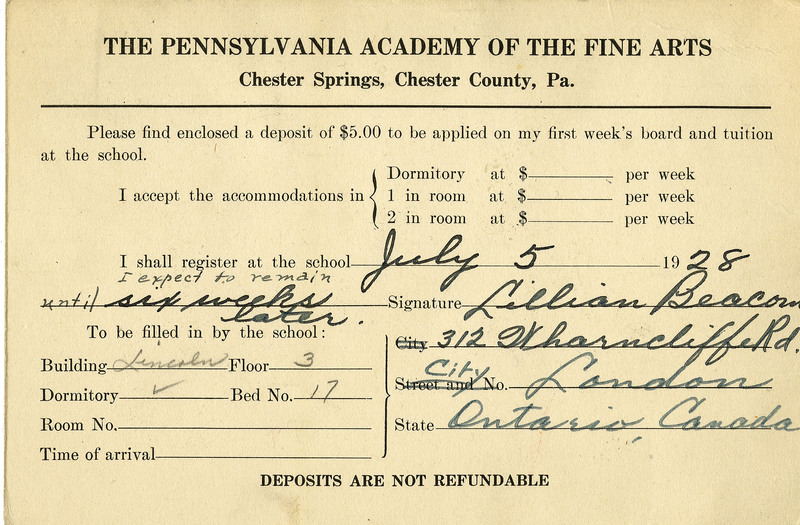 THE PENNSYLVANIA ACADEMY OF THE FINE ARTS
Chester Springs, Chester County, Pa.
Please find enclosed a deposit of $5.00 to be applied on my first week's board and tuition
at the school.
Dormitory at $ per week
I accept the accommodations in 1 in room at $ per week
2 in room at $ per week
I shall register at the school July 5 1928
I expect to remain
until six weeks Signature Lillian Beacom
later.
To be filled in by the school: City 312 Wharncliffe Rd.
Building Lincoln Floor 3
City
Dormitory ✓ Bed No. 17 Street and No. London
Room No. State Ontario, Canada
Time of arrival
DEPOSITS ARE NOT REFUNDABLE